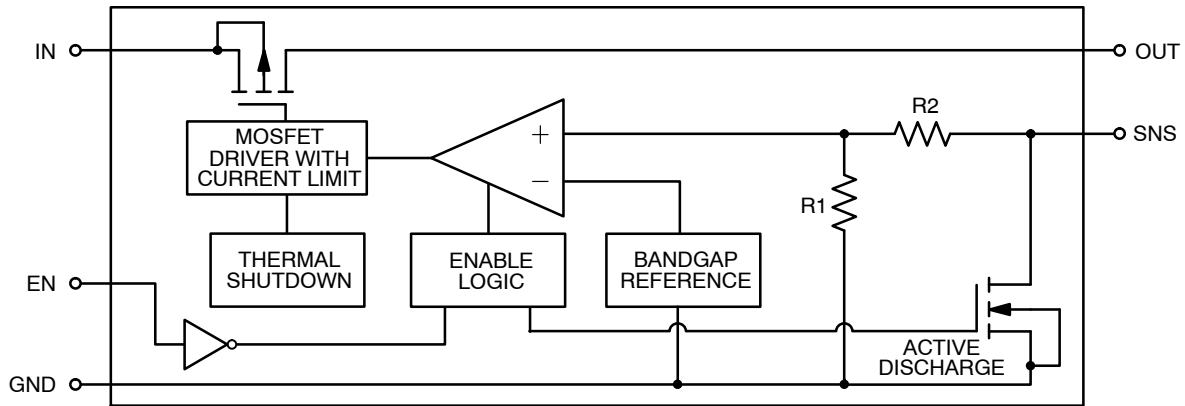 IN
OUT
R2
MOSFET
DRIVER WITH
CURRENT LIMIT
+
SNS
−
R1
THERMAL
SHUTDOWN
ENABLE
LOGIC
BANDGAP
REFERENCE
EN
ACTIVE
DISCHARGE
GND